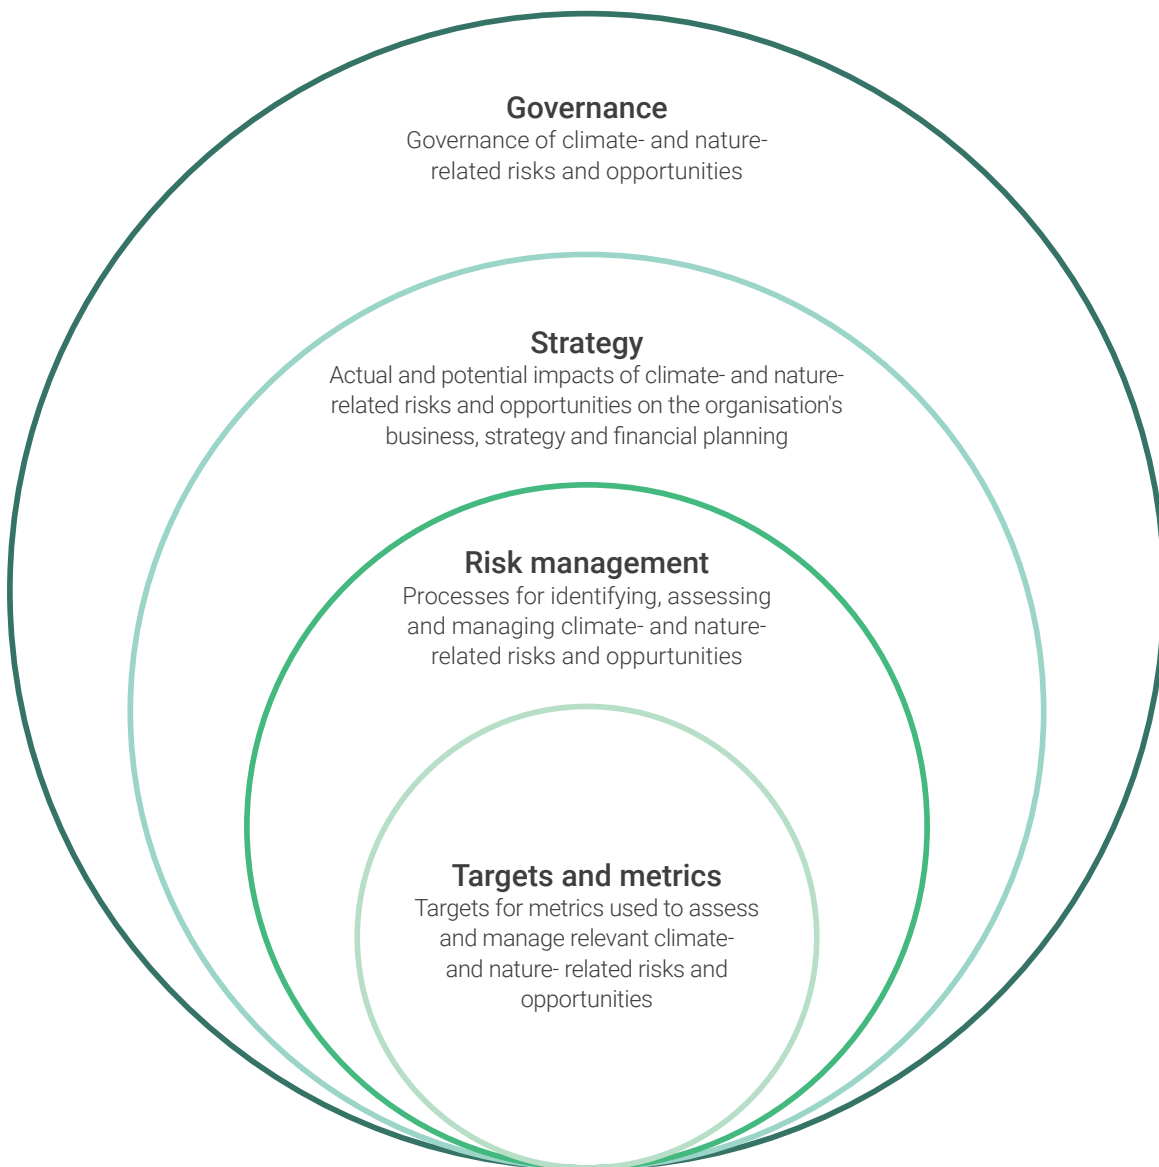 Governance
Governance of climate- and nature-
related risks and opportunities
Strategy
Actual and potential impacts of climate- and nature-
related risks and opportunities on the organisation's
business, strategy and financial planning
Risk management
Processes for identifying, assessing
and managing climate- and nature-
related risks and oppurtunities
Targets and metrics
Targets for metrics used to assess
and manage relevant climate-
and nature- related risks and
opportunities